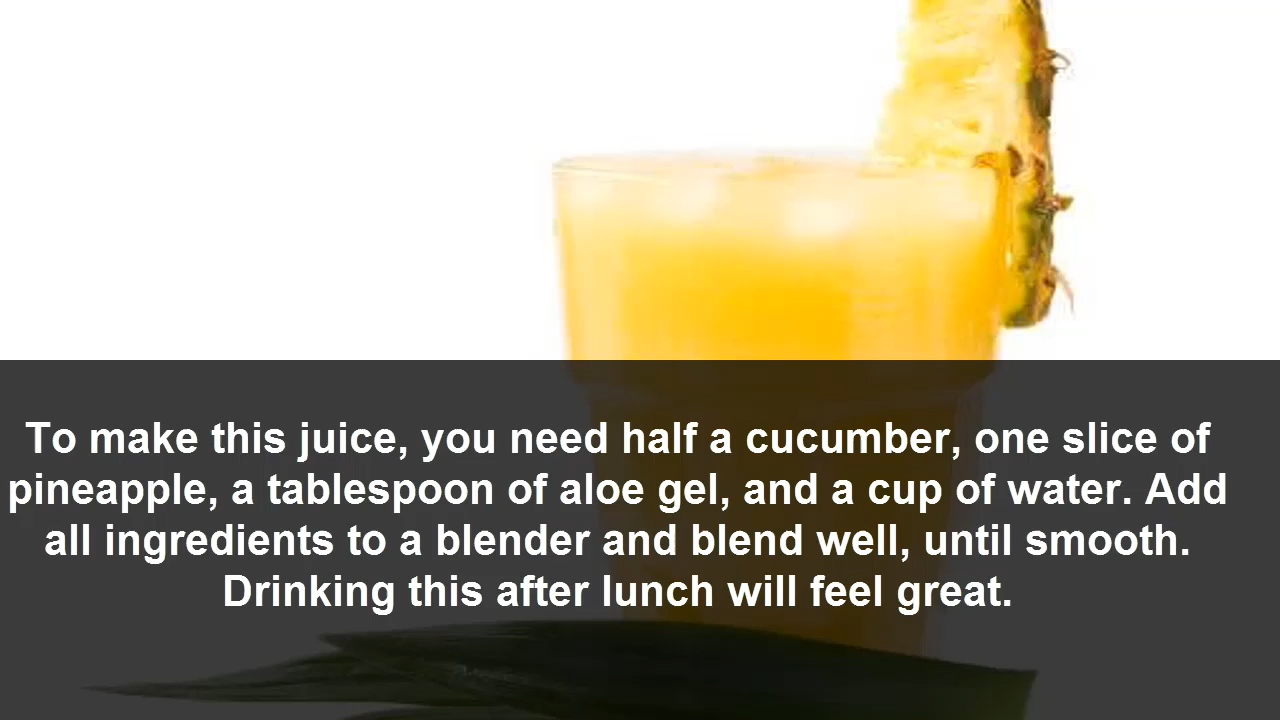 To make this juice, you need half a cucumber, one slice of
pineapple, a tablespoon of aloe gel, and a cup of water. Add
all ingredients to a blender and blend well, until smooth.
Drinking this after lunch will feel great.